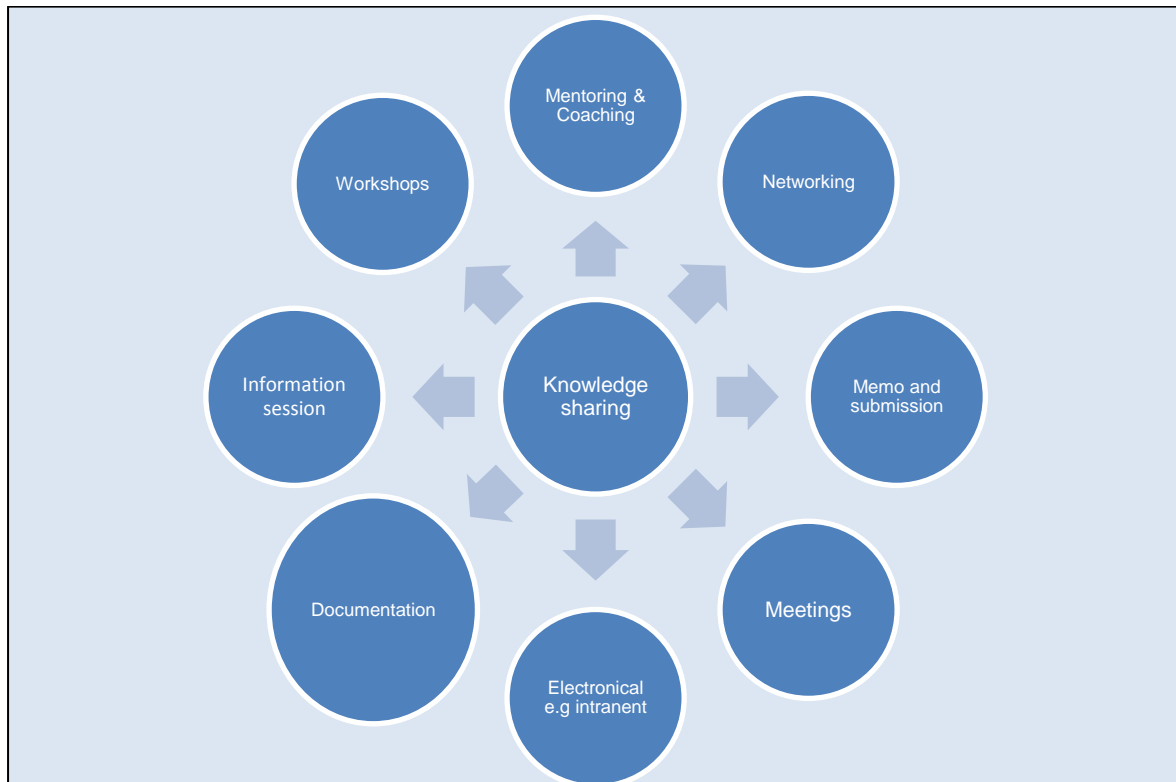 Mentoring &
Coaching
Networking
Memo and
submission
Meetings
Electronical
e.g intranent
Documentation
Information
session
Workshops
Knowledge
sharing